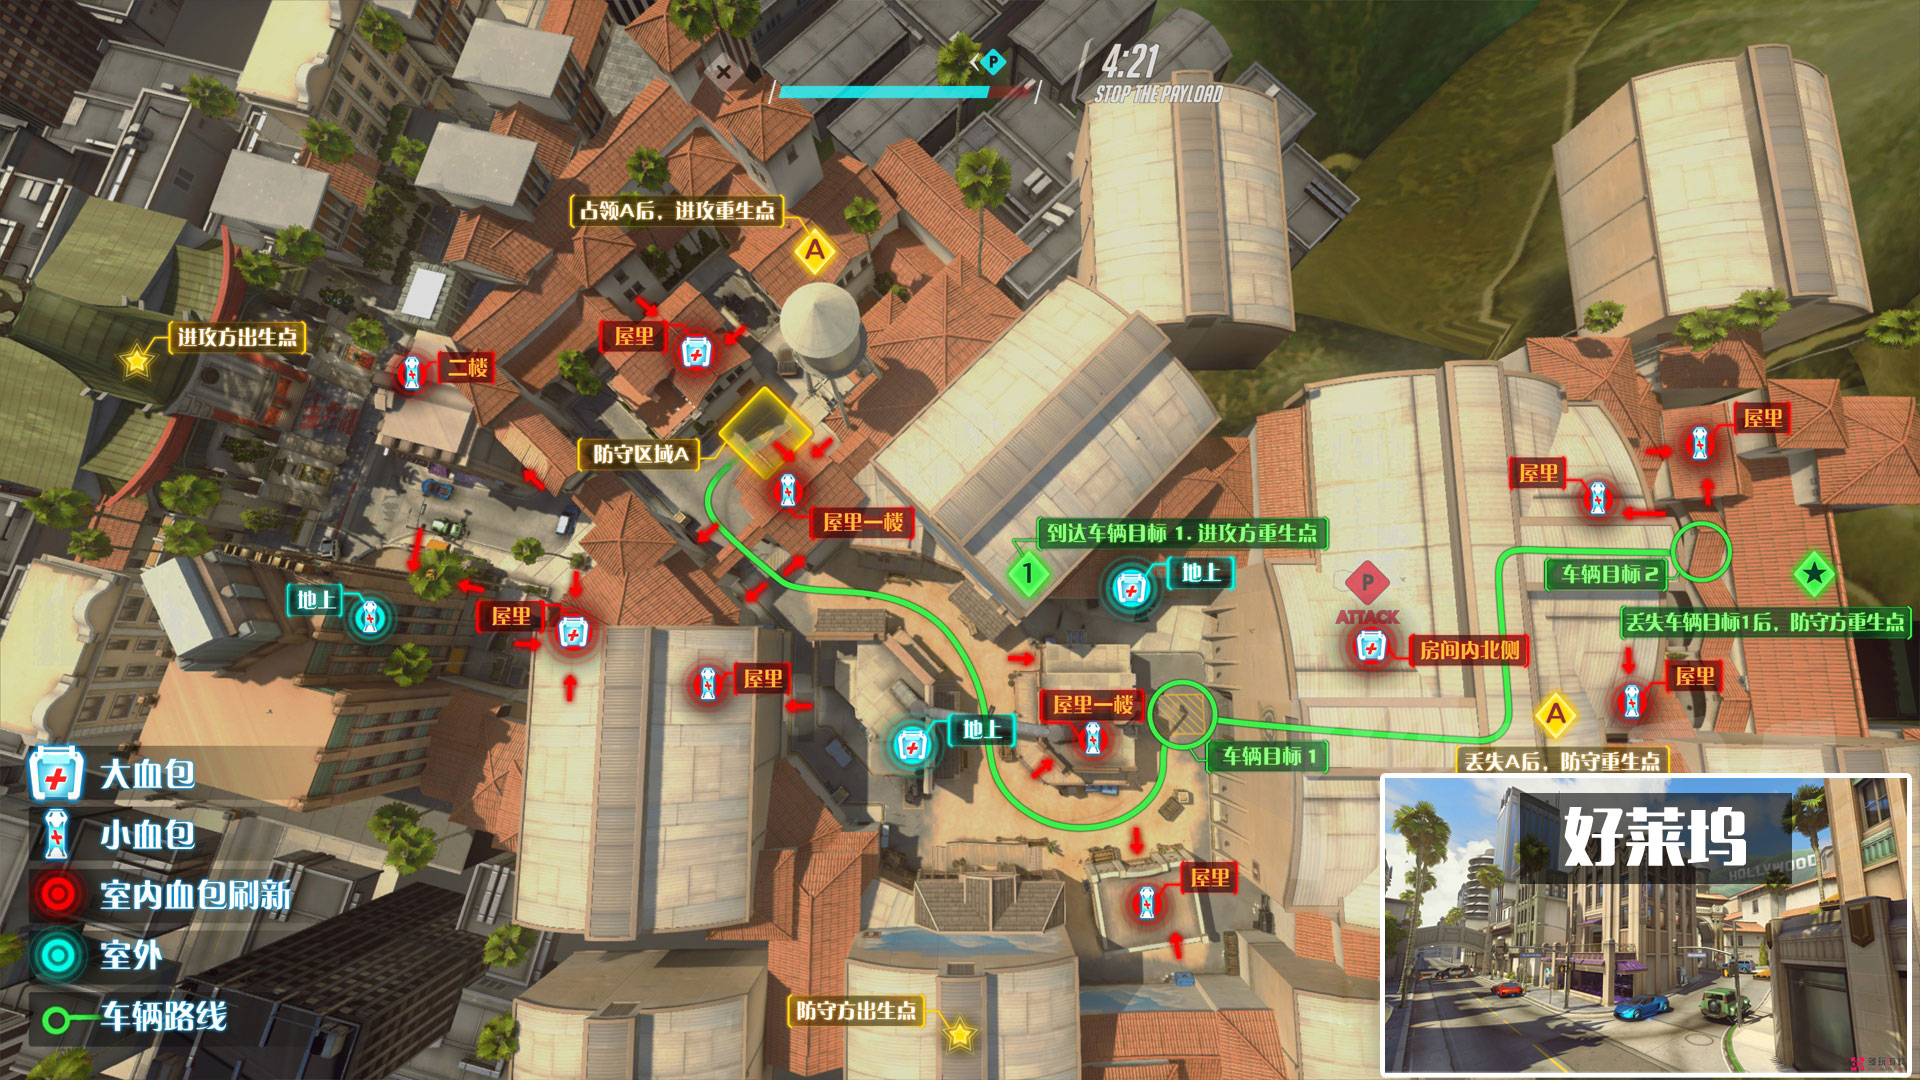 P
4:21
STOP THE PAYLOAD
占领A后，进攻重生点
A
进攻方出生点
屋里
二楼
防守区域A
屋里
屋里
屋里一楼
到达车辆目标 1. 进攻方重生点
1
地上
P
ATTACK
车辆目标2
地上
屋里
丢失车辆目标1后，防守方重生点
房间内北侧
屋里
屋里
屋里一楼
A
地上
车辆目标 1
丢失A后，防守重生点
大血包
小血包
室内血包刷新
室外
车辆路线
屋里
防守方出生点
好莱坞
HOLLYWOOD